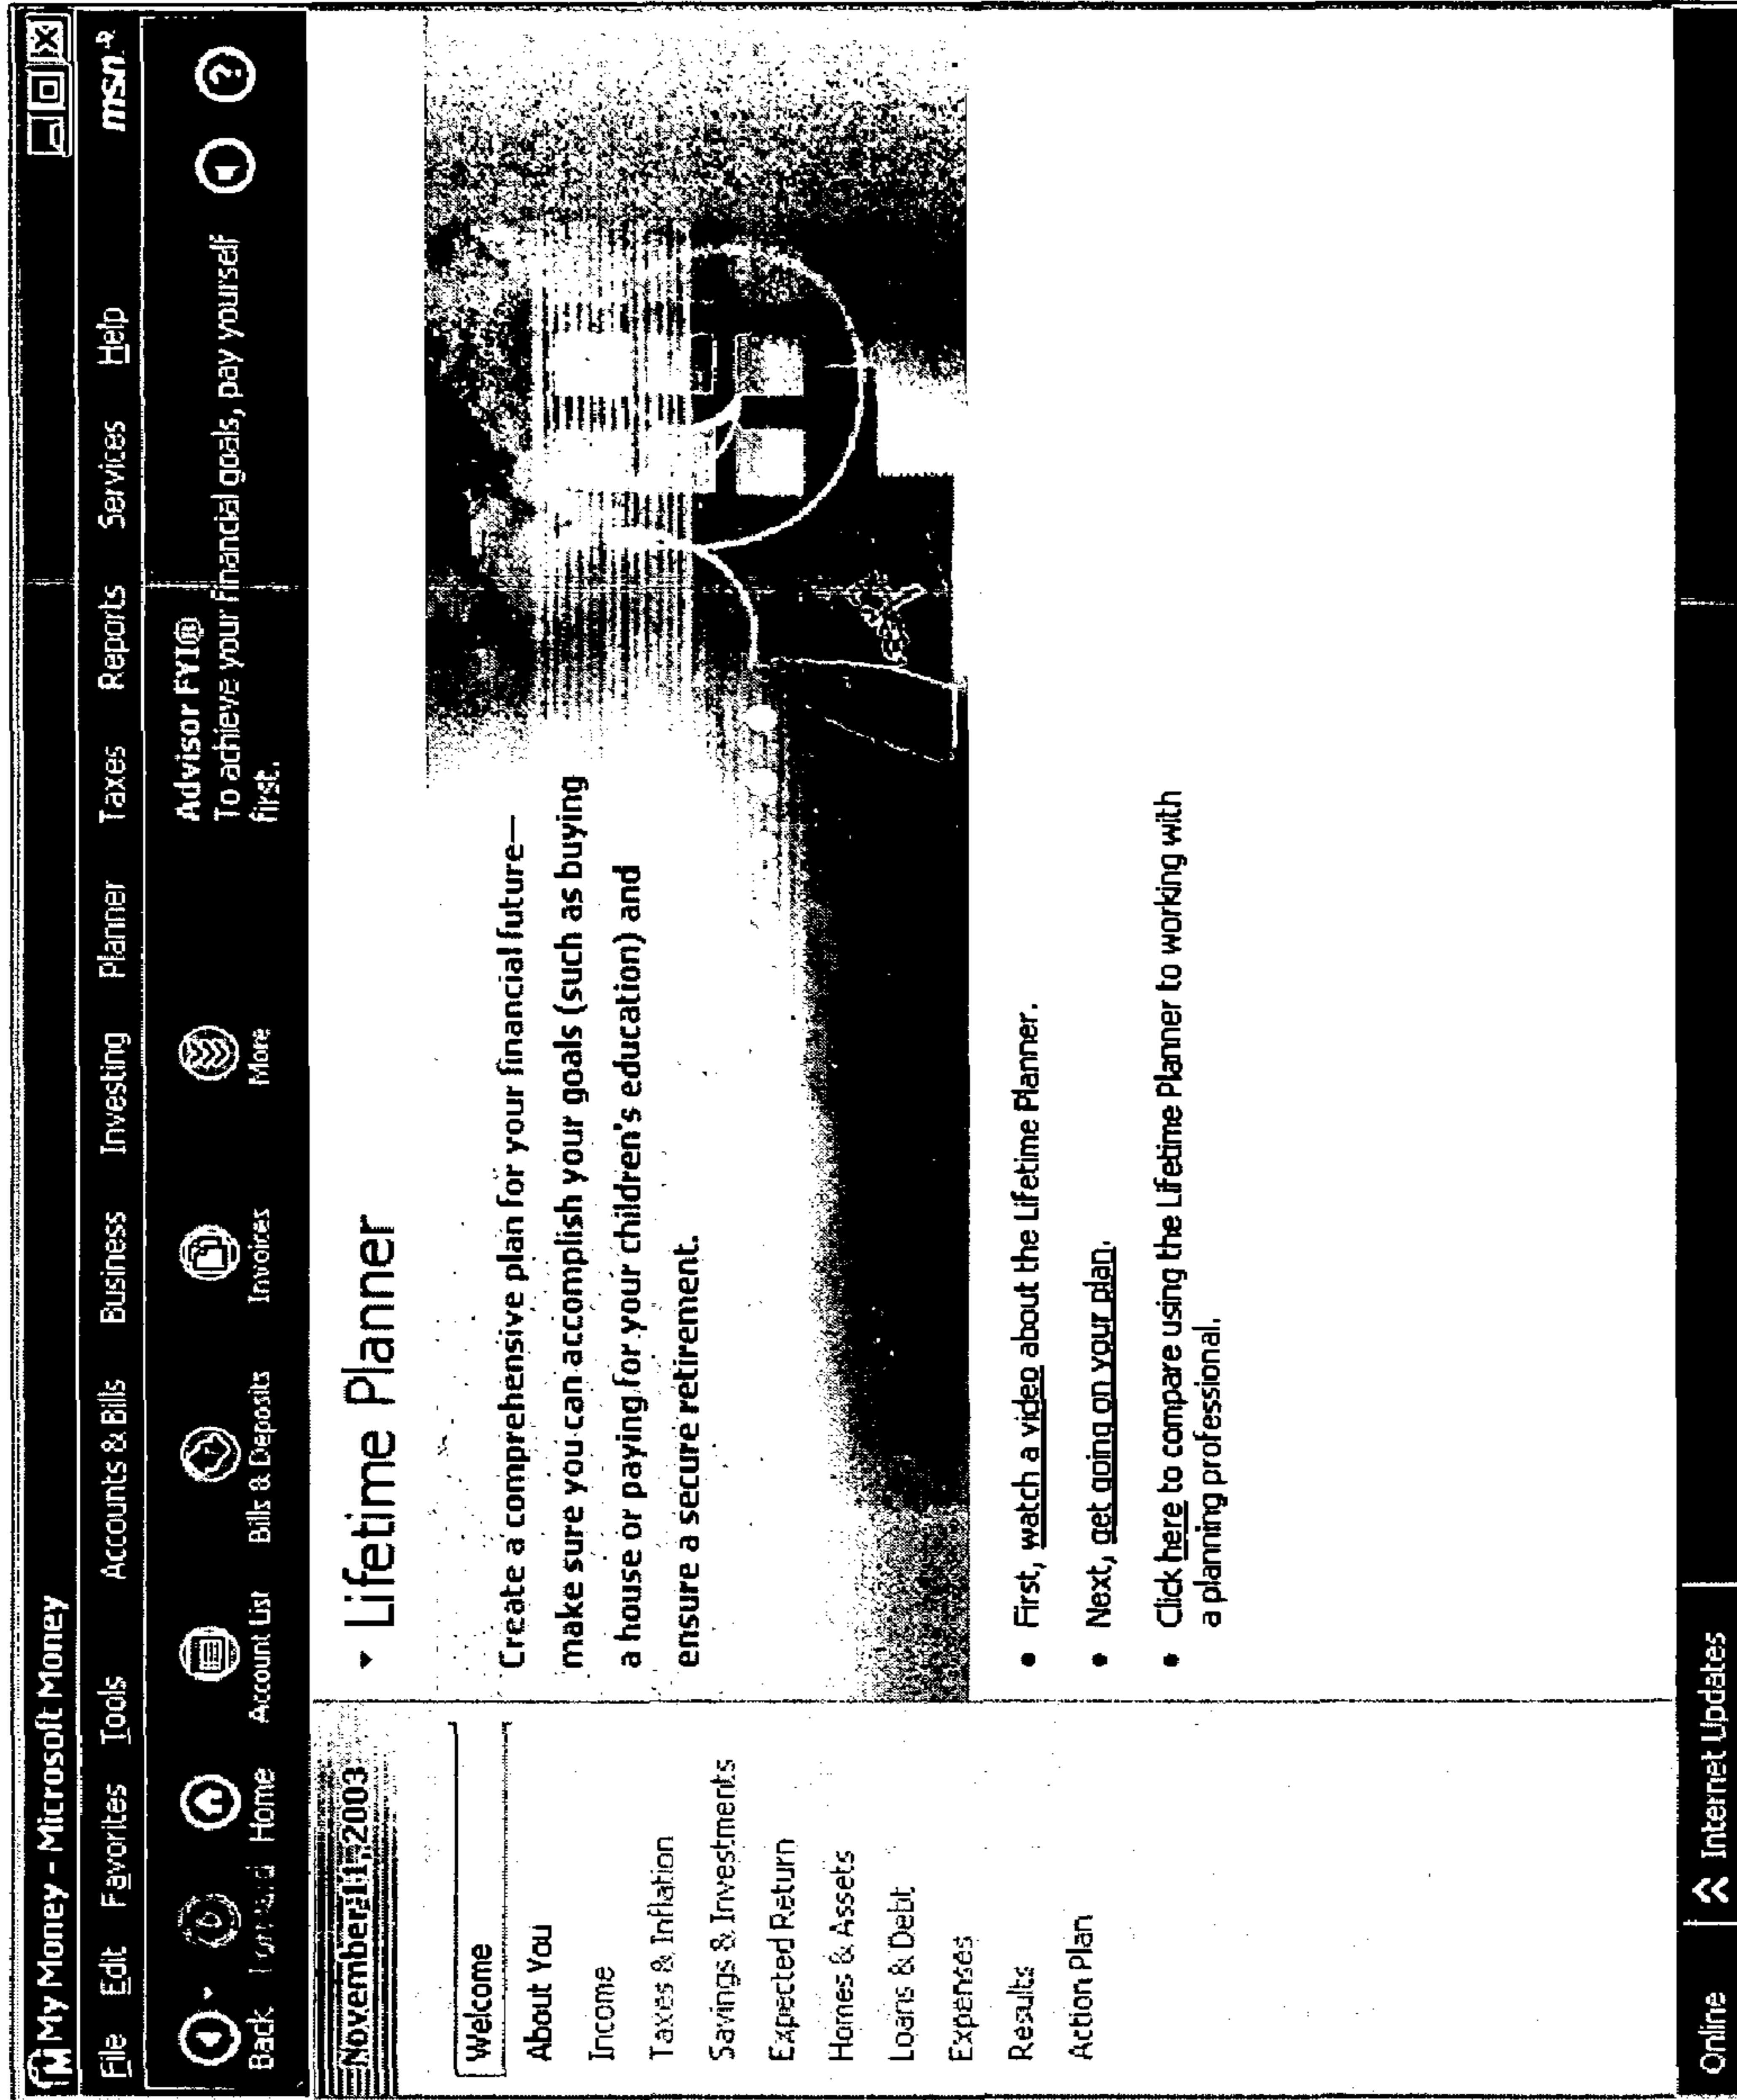 My Money - Microsoft Money
File Edit Favorites Tools Accounts & Bills Business Investing Planner Taxes Reports Services Help msn
Back Forward Home Account List Bills & Deposits Invoices More
Advisor FYI®
To achieve your financial goals, pay yourself
first.
November 11, 2003
Welcome
About You
Income
Taxes & Inflation
Savings & Investments
Expected Return
Homes & Assets
Loans & Debt
Expenses
Results
Action Plan
Lifetime Planner
Create a comprehensive plan for your financial future—
make sure you can accomplish your goals (such as buying
a house or paying for your children's education) and
ensure a secure retirement.
• First, watch a video about the Lifetime Planner.
• Next, get going on your plan.
• Click here to compare using the Lifetime Planner to working with
a planning professional.
Online Internet Updates